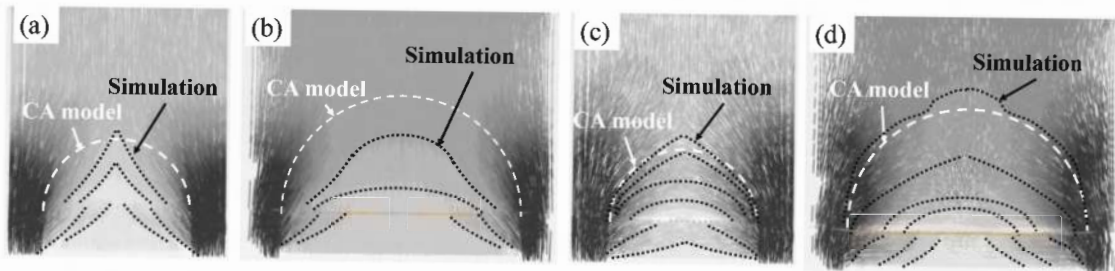 (a)
Simulation
CA model
(b)
Simulation
CA model
(c)
Simulation
CA model
(d)
Simulation
CA model